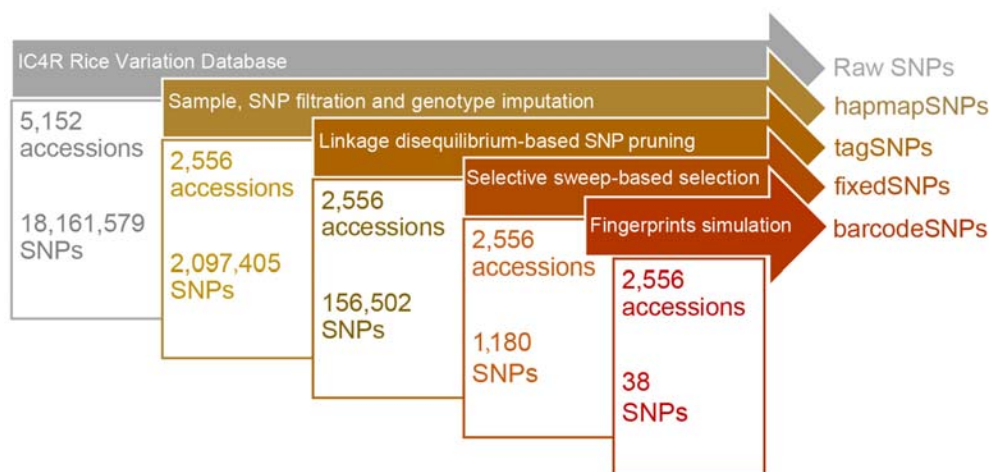 IC4R Rice Variation Database
Raw SNPs
5,152
accessions
18,161,579
SNPs
Sample, SNP filtration and genotype imputation
hapmapSNPs
2,556
accessions
2,097,405
SNPs
Linkage disequilibrium-based SNP pruning
tagSNPs
2,556
accessions
156,502
SNPs
Selective sweep-based selection
fixedSNPs
2,556
accessions
1,180
SNPs
Fingerprints simulation
barcodeSNPs
2,556
accessions
38
SNPs